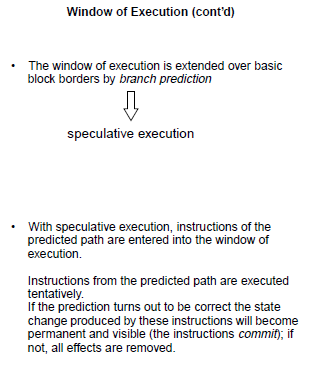 Window of Execution (cont'd)
• The window of execution is extended over basic
block borders by branch prediction
speculative execution
• With speculative execution, instructions of the
predicted path are entered into the window of
execution.
Instructions from the predicted path are executed
tentatively.
If the prediction turns out to be correct the state
change produced by these instructions will become
permanent and visible (the instructions commit); if
not, all effects are removed.